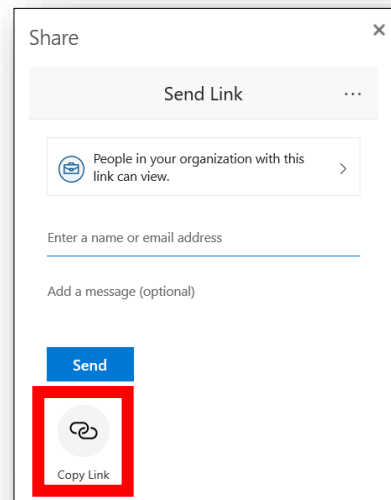 Share
Send Link
People in your organization with this
link can view.
Enter a name or email address
Add a message (optional)
Send
Copy Link